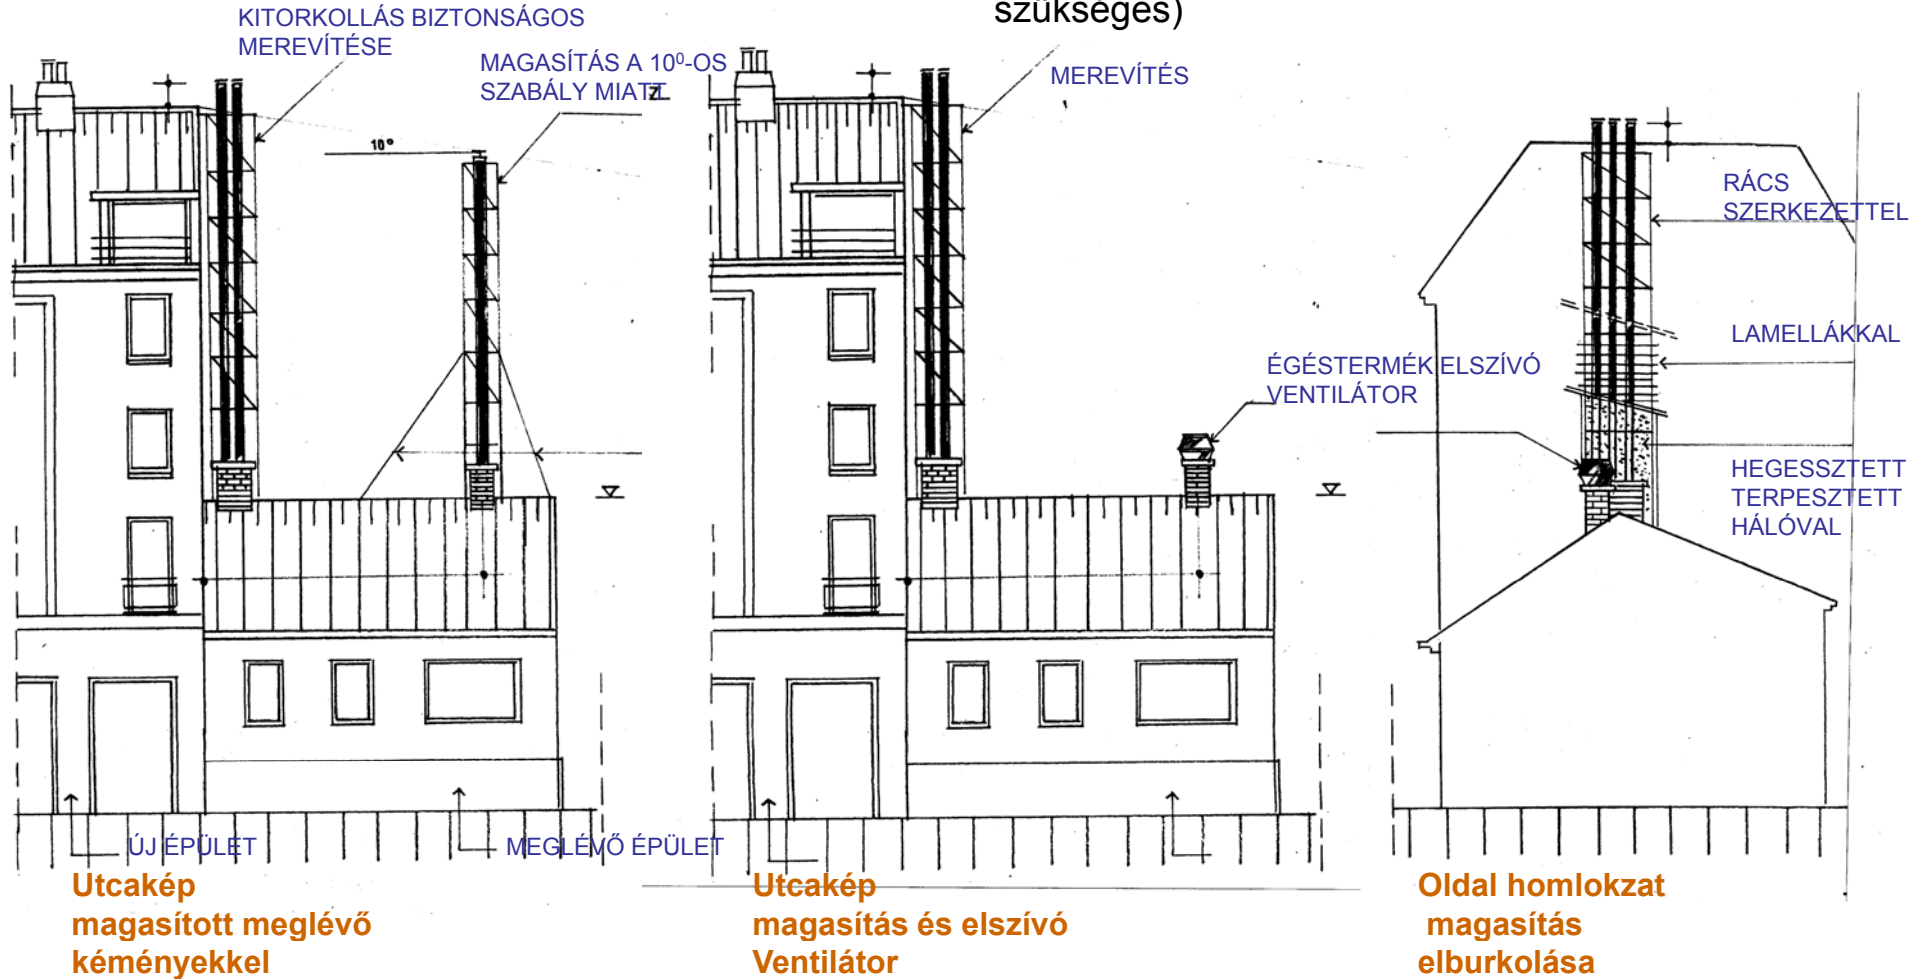 szükséges)
KITORKOLLÁS BIZTONSÁGOS
MEREVÍTÉSE
MAGASÍTÁS A 10⁰-OS
SZABÁLY MIATT
10°
ÚJ ÉPÜLET
MEGLÉVŐ ÉPÜLET
Utcakép
magasított meglévő
kéményekkel
MEREVÍTÉS
ÉGÉSTERMÉK ELSZÍVÓ
VENTILÁTOR
Utcakép
magasítás és elszívó
Ventilátor
RÁCS
SZERKEZETTEL
LAMELLÁKKAL
HEGESSZTETT
TERPESZTETT
HÁLÓVAL
Oldal homlokzat
magasítás
elburkolása